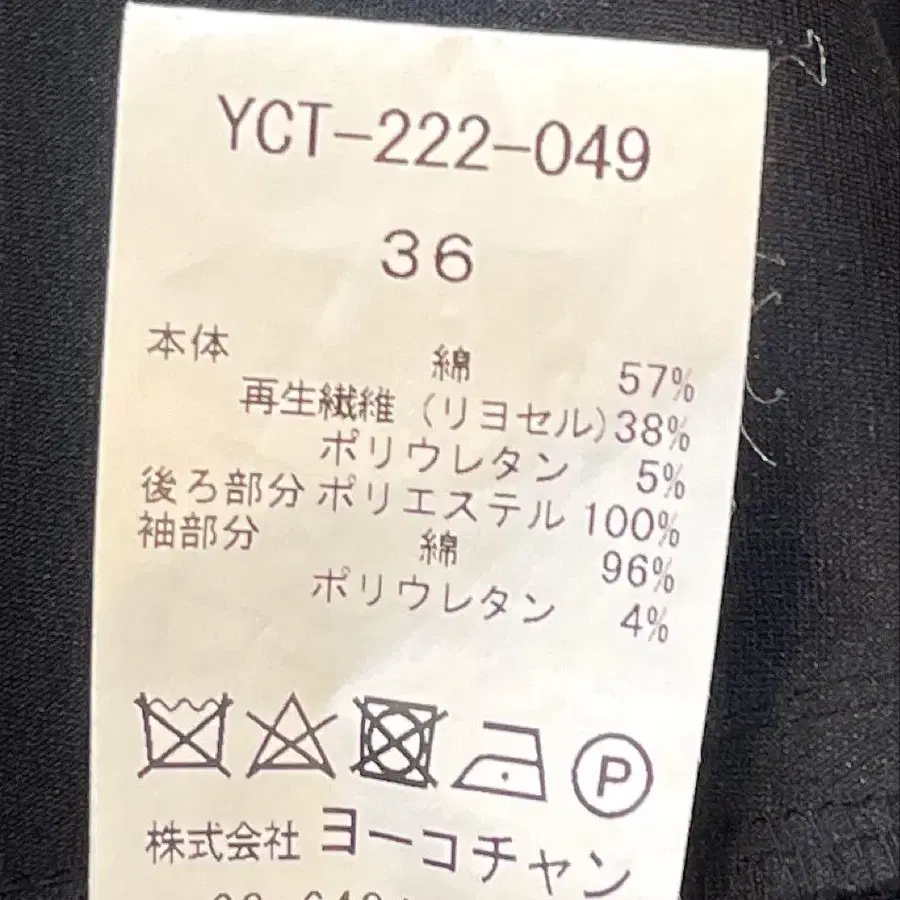 YCT-222-049
36
本体 綿 57%
再生繊維 (リヨセル)38%
ポリウレタン 5%
後ろ部分 ポリエステル 100%
袖部分 綿 96%
ポリウレタン 4%
P
株式会社 ヨーコチャン